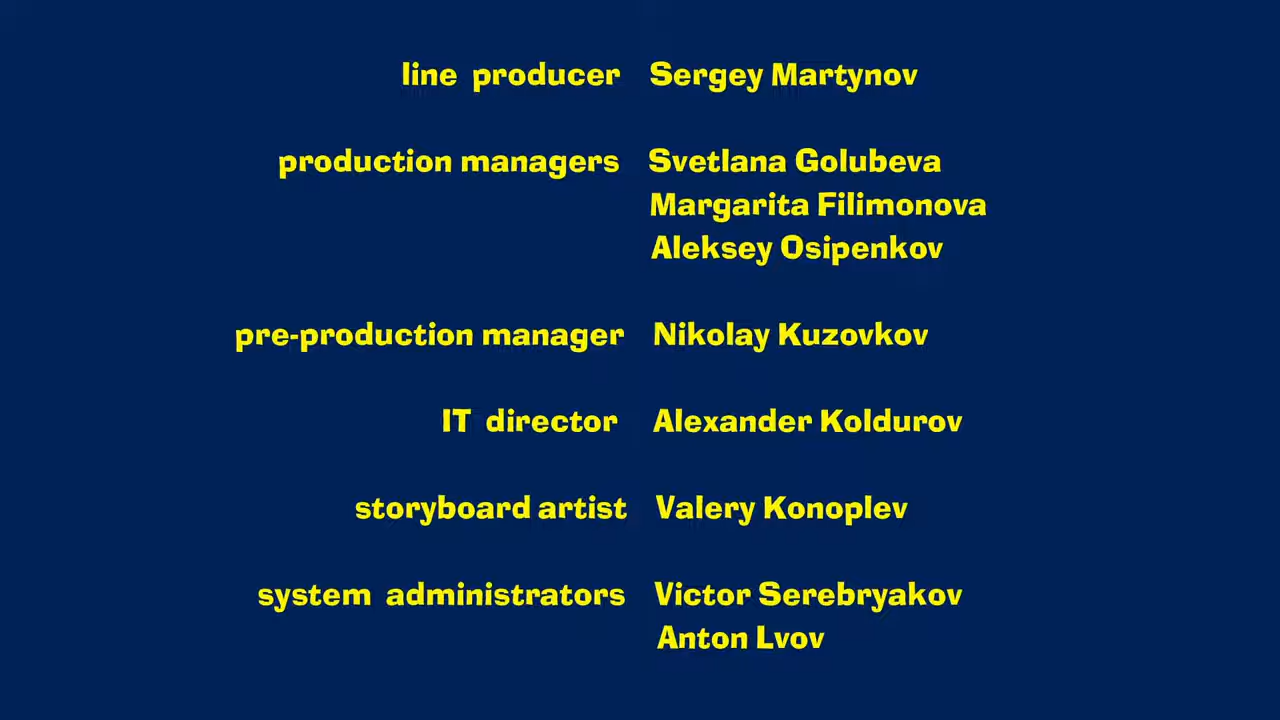 line producer Sergey Martynov
production managers Svetlana Golubeva
Margarita Filimonova
Aleksey Osipenkov
pre-production manager Nikolay Kuzovkov
IT director Alexander Koldurov
storyboard artist Valery Konoplev
system administrators Victor Serebryakov
Anton Lvov